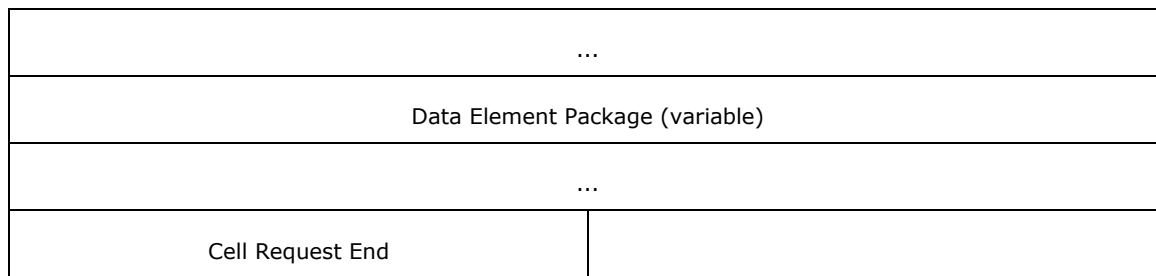 ...
Data Element Package (variable)
...
Cell Request End